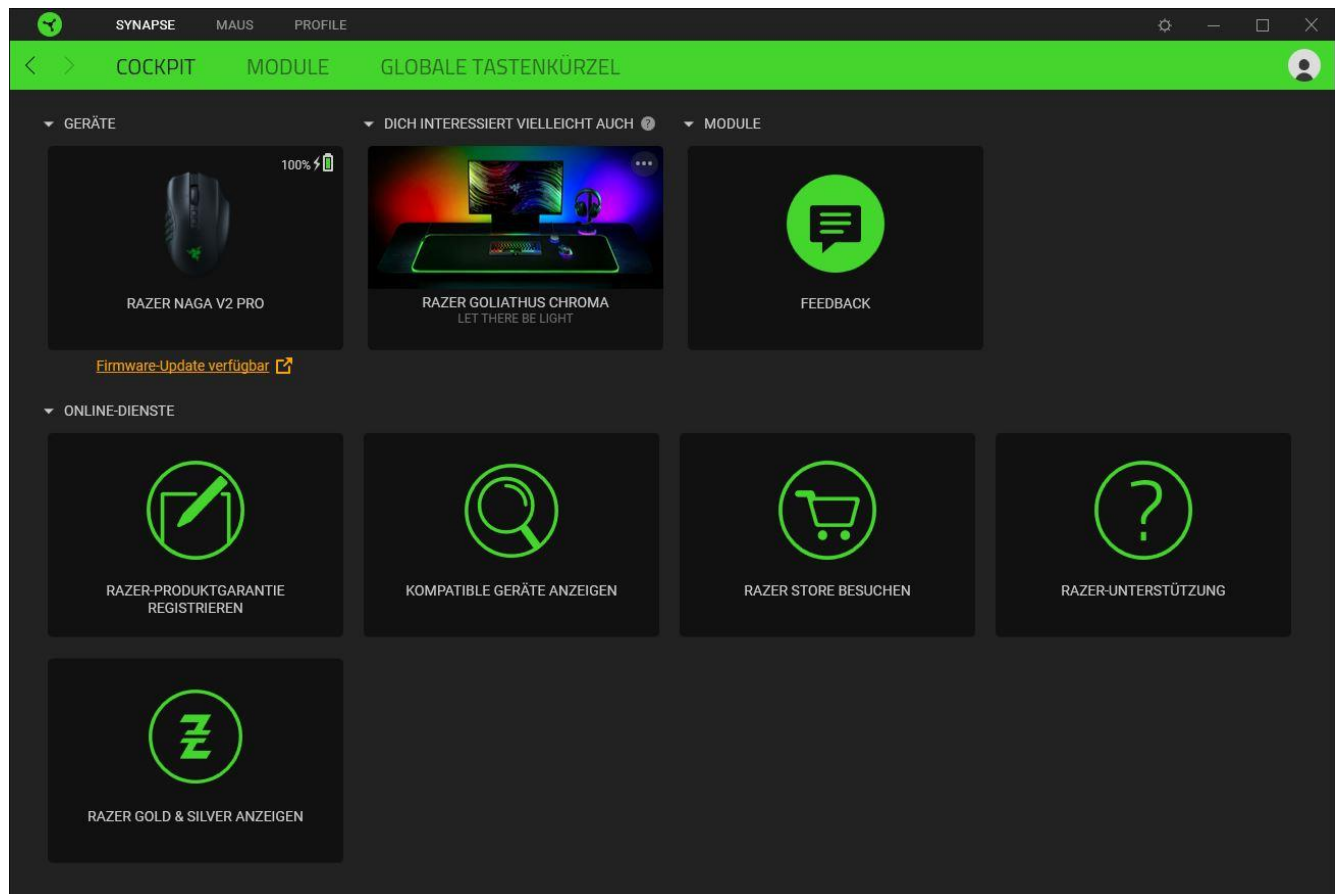 SYNAPSE MAUS PROFILE
COCKPIT MODULE GLOBALE TASTENKÜRZEL
GERÄTE
100%
RAZER NAGA V2 PRO
Firmware-Update verfügbar
DICH INTERESSIERT VIELLEICHT AUCH ?
RAZER GOLIATHUS CHROMA
LET THERE BE LIGHT
MODULE
FEEDBACK
ONLINE-DIENSTE
RAZER-PRODUKTGARANTIE
REGISTRIEREN
KOMPATIBLE GERÄTE ANZEIGEN
RAZER STORE BESUCHEN
?
RAZER-UNTERSTÜTZUNG
RAZER GOLD & SILVER ANZEIGEN